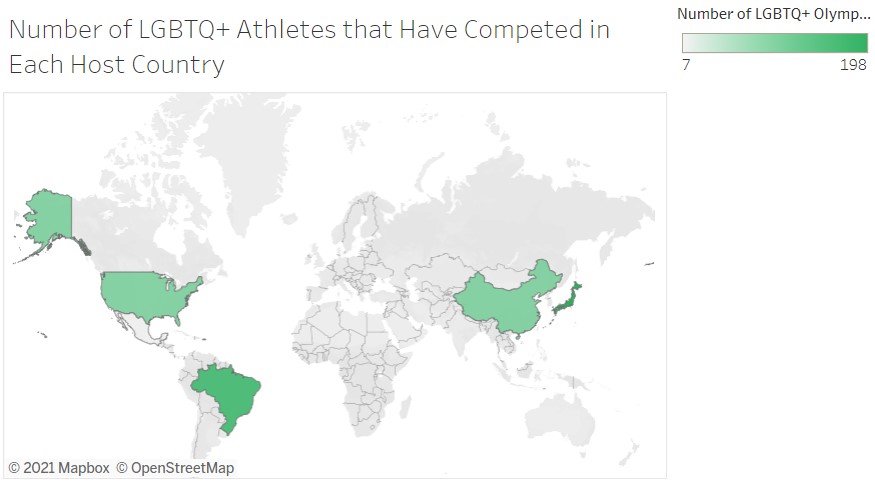 Number of LGBTQ+ Athletes that Have Competed in
Each Host Country
Number of LGBTQ+ Olymp...
7 198
© 2021 Mapbox © OpenStreetMap